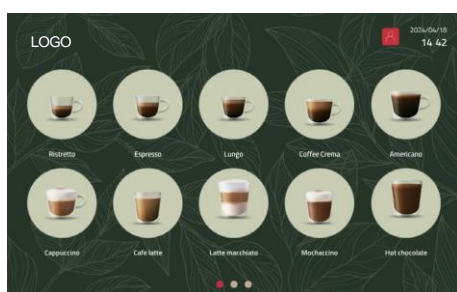 LOGO
2024/04/18
14 42
Ristretto
Espresso
Lungo
Coffee Crema
Americano
Cappuccino
Cafe latte
Latte macchiato
Mochaccino
Hot chocolate